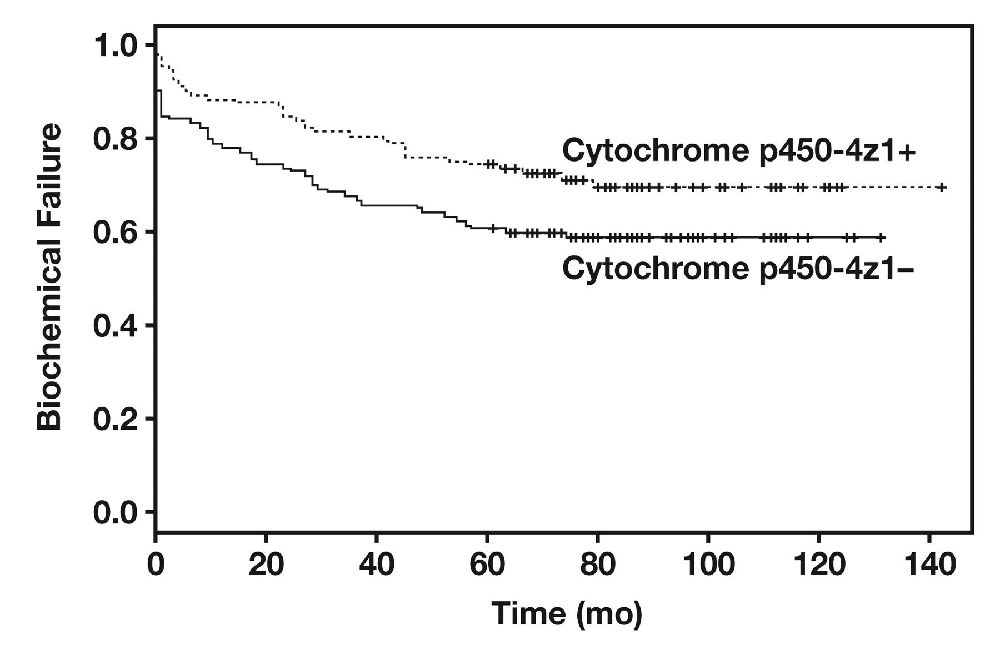 Biochemical Failure
1.0
0.8
0.6
0.4
0.2
0.0
Cytochrome p450-4z1+
Cytochrome p450-4z1–
0 20 40 60 80 100 120 140
Time (mo)